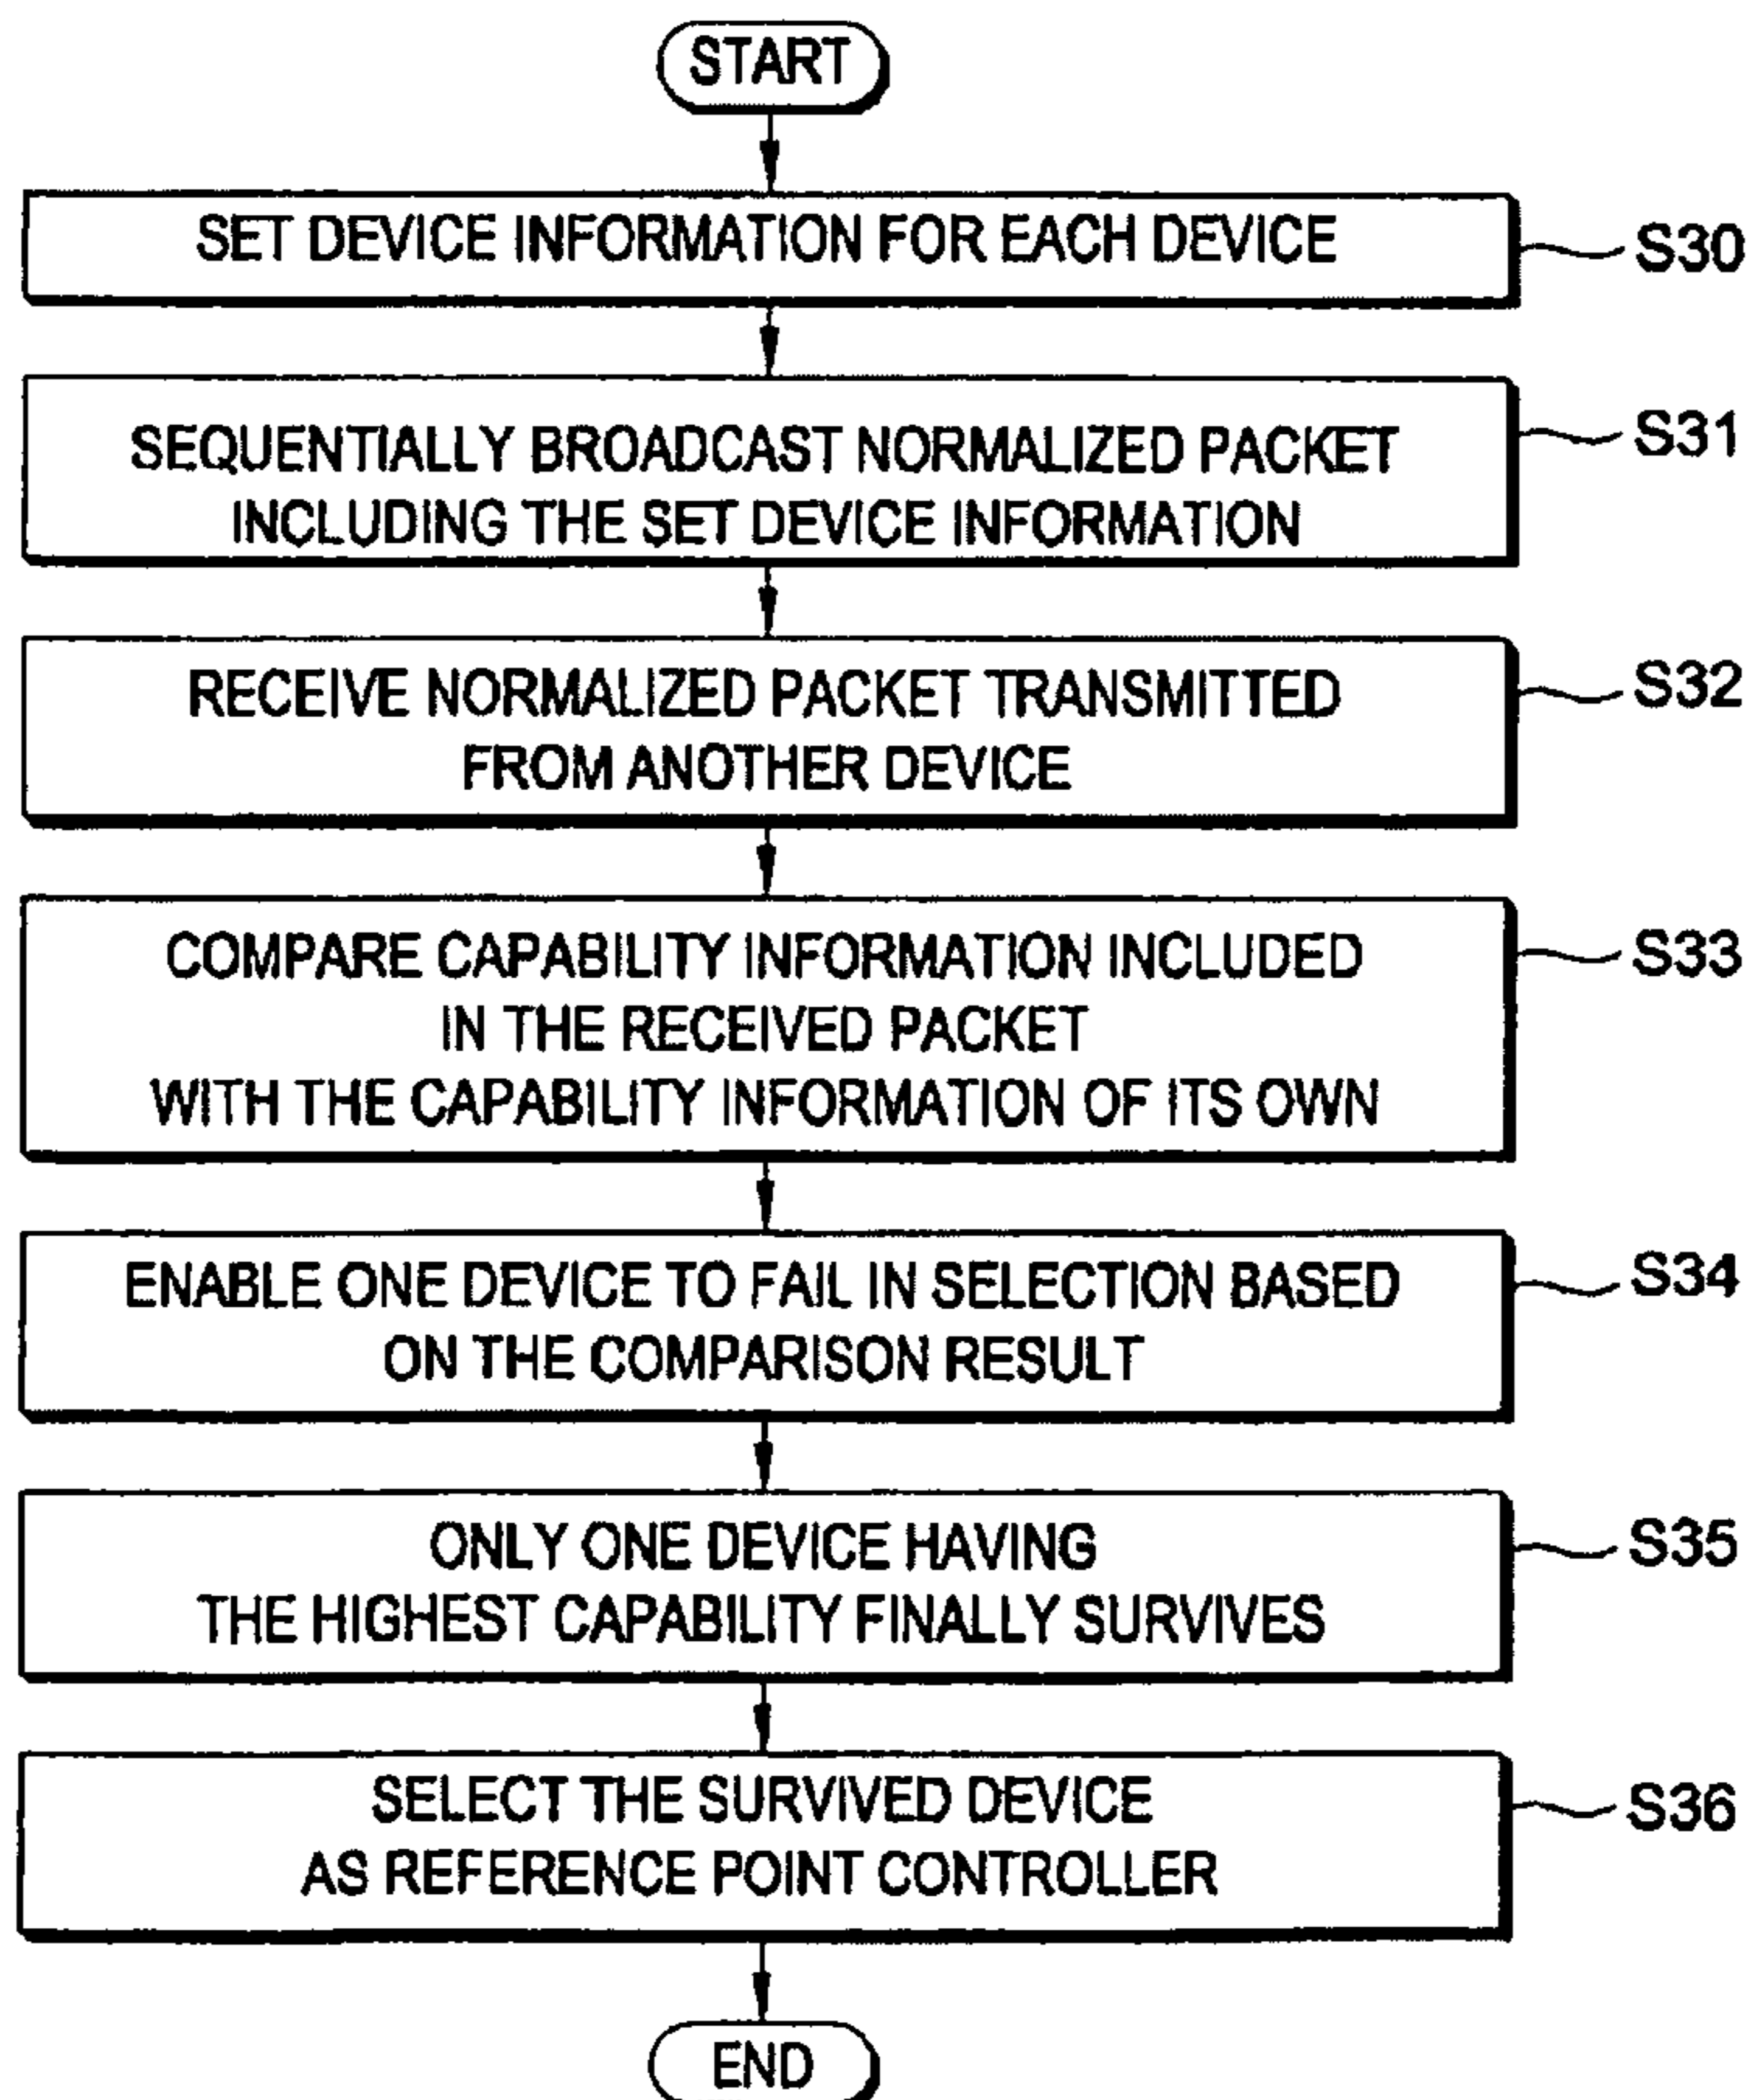 START
SET DEVICE INFORMATION FOR EACH DEVICE
S30
SEQUENTIALLY BROADCAST NORMALIZED PACKET
INCLUDING THE SET DEVICE INFORMATION
S31
RECEIVE NORMALIZED PACKET TRANSMITTED
FROM ANOTHER DEVICE
S32
COMPARE CAPABILITY INFORMATION INCLUDED
IN THE RECEIVED PACKET
WITH THE CAPABILITY INFORMATION OF ITS OWN
S33
ENABLE ONE DEVICE TO FAIL IN SELECTION BASED
ON THE COMPARISON RESULT
S34
ONLY ONE DEVICE HAVING
THE HIGHEST CAPABILITY FINALLY SURVIVES
S35
SELECT THE SURVIVED DEVICE
AS REFERENCE POINT CONTROLLER
S36
END